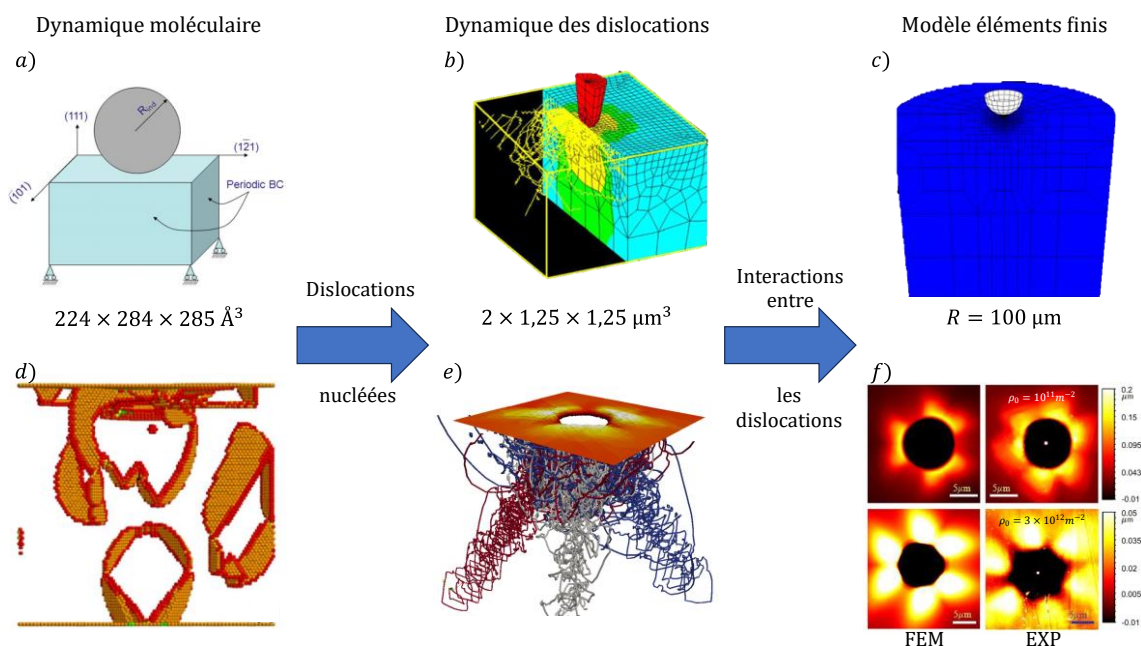 Dynamique moléculaire
Dynamique des dislocations
Modèle éléments finis
a)
b)
c)
R_ind
(111)
(12̄1)
(1̄01)
Periodic BC
224 × 284 × 285 Å³
Dislocations
nucléées
2 × 1,25 × 1,25 µm³
Interactions
entre
les
dislocations
R = 100 µm
d)
e)
f)
ρ₀ = 10¹¹m⁻²
0.2
µm
0.15
0.095
0.043
-0.01
5µm
5µm
ρ₀ = 3 × 10¹²m⁻²
0.05
µm
0.035
0.02
0.005
-0.01
5µm
5µm
FEM
EXP